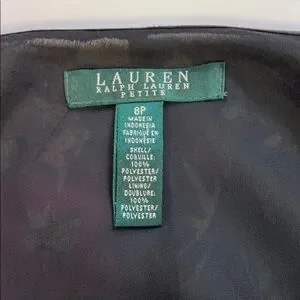 LAUREN
RALPH LAUREN
PETITE
8P
MADE IN
INDONESIA
FABRIQUÉ EN
INDONÉSIE
SHELL/
COQUILLE:
100%
POLYESTER/
POLYESTER
LINING/
DOUBLURE:
100%
POLYESTER/
POLYESTER